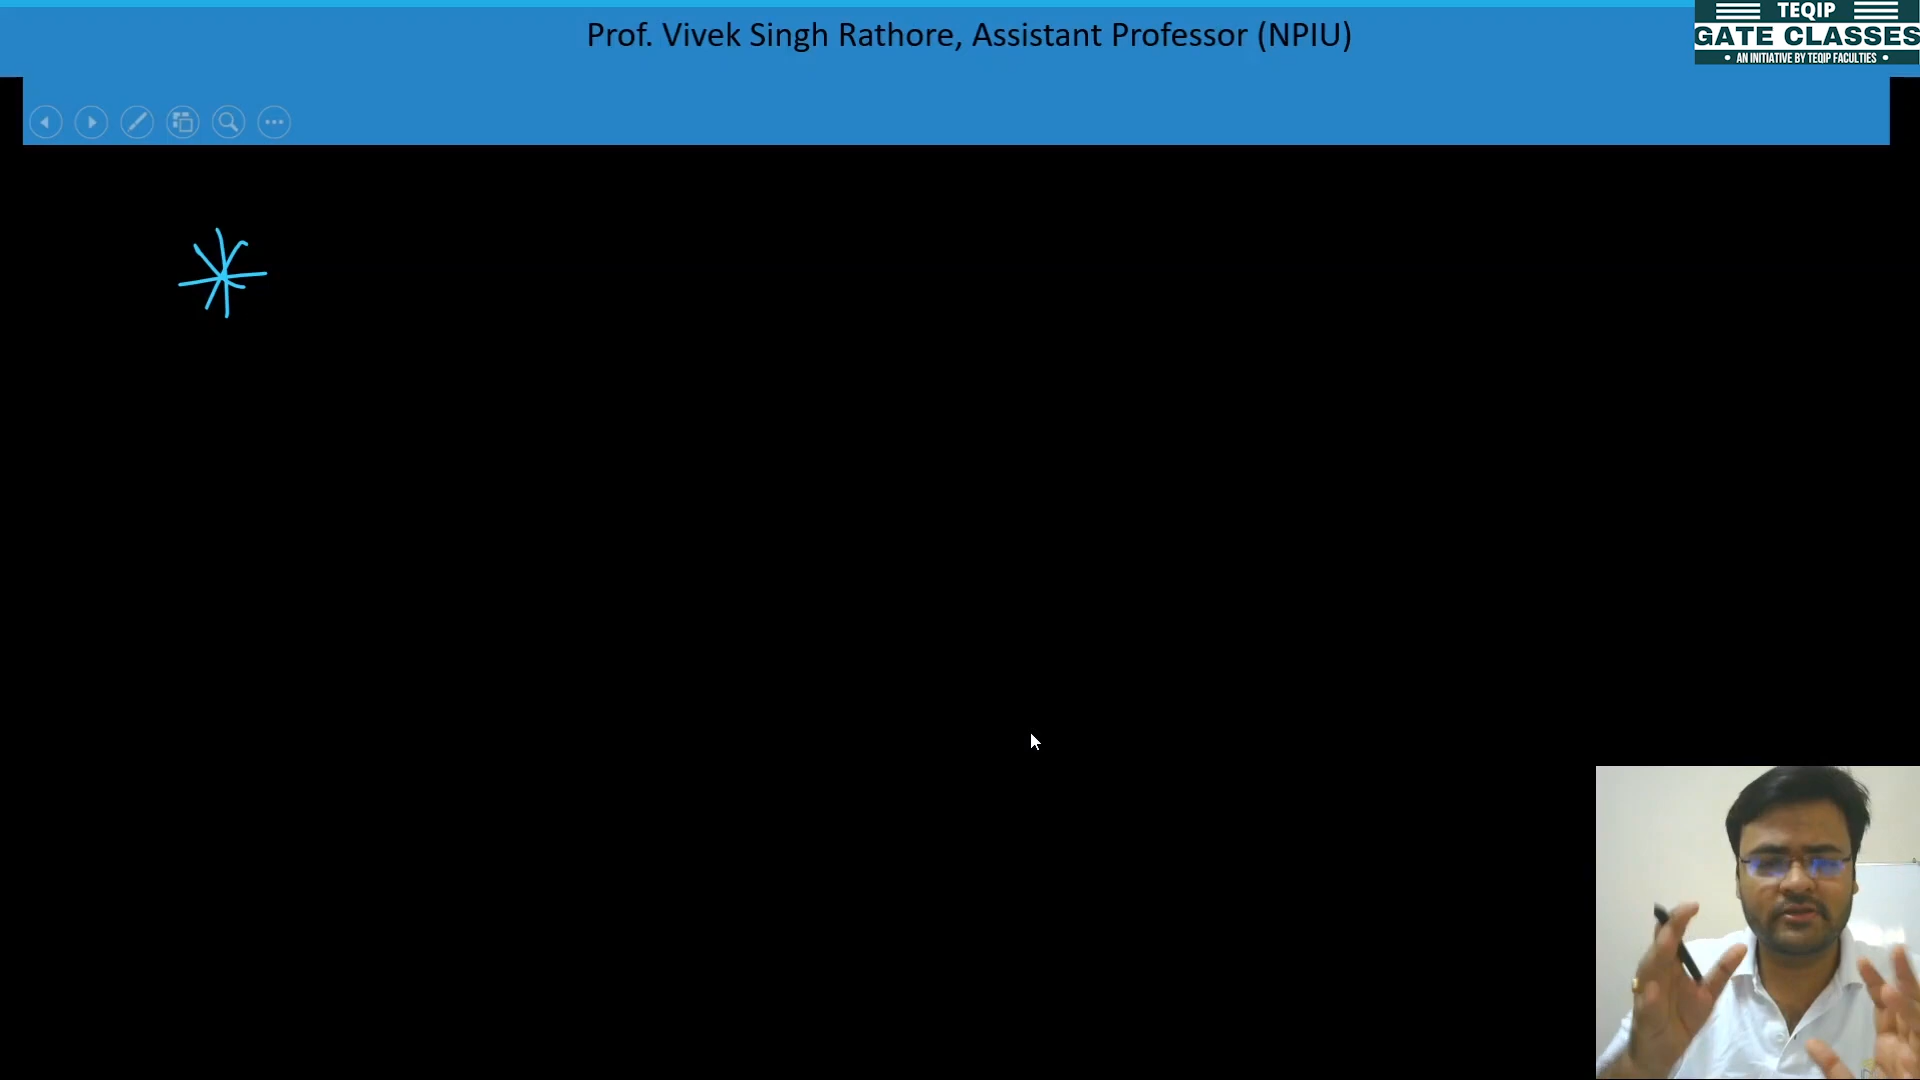 Prof. Vivek Singh Rathore, Assistant Professor (NPIU)
TEQIP
GATE CLASSES
• AN INITIATIVE BY TEQIP FACULTIES •